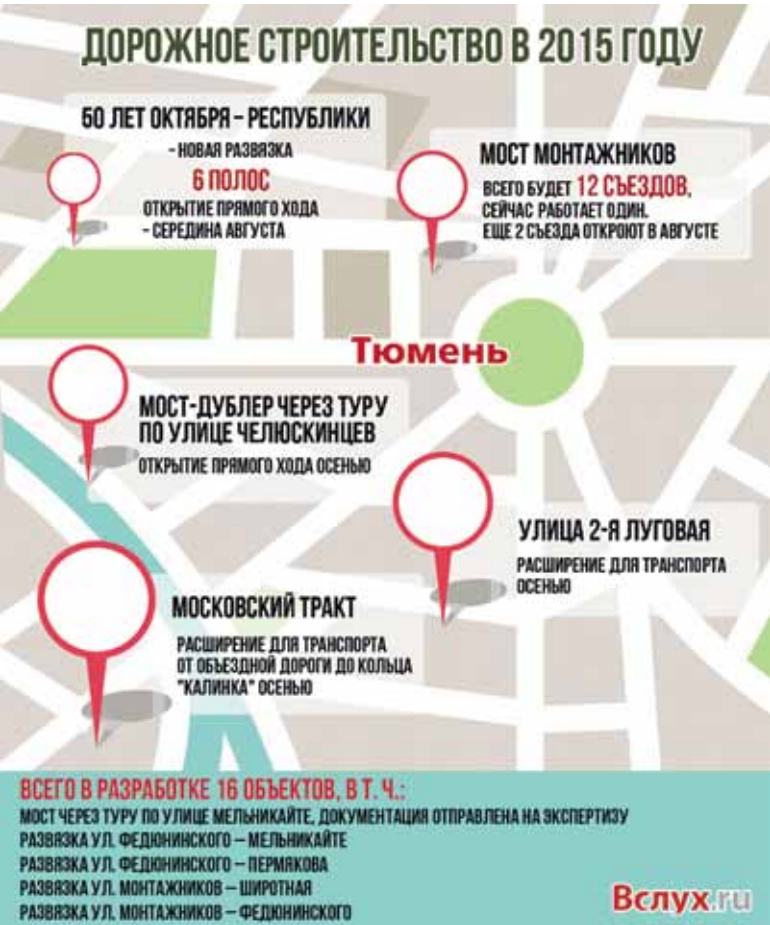 ДОРОЖНОЕ СТРОИТЕЛЬСТВО В 2015 ГОДУ
50 ЛЕТ ОКТЯБРЯ – РЕСПУБЛИКИ
- НОВАЯ РАЗВЯЗКА
6 ПОЛОС
ОТКРЫТИЕ ПРЯМОГО ХОДА
- СЕРЕДИНА АВГУСТА
МОСТ МОНТАЖНИКОВ
ВСЕГО БУДЕТ 12 СЪЕЗДОВ,
СЕЙЧАС РАБОТАЕТ ОДИН.
ЕЩЕ 2 СЪЕЗДА ОТКРОЮТ В АВГУСТЕ
Тюмень
МОСТ-ДУБЛЕР ЧЕРЕЗ ТУРУ
ПО УЛИЦЕ ЧЕЛЮСКИНЦЕВ
ОТКРЫТИЕ ПРЯМОГО ХОДА ОСЕНЬЮ
УЛИЦА 2-Я ЛУГОВАЯ
РАСШИРЕНИЕ ДЛЯ ТРАНСПОРТА
ОСЕНЬЮ
МОСКОВСКИЙ ТРАКТ
РАСШИРЕНИЕ ДЛЯ ТРАНСПОРТА
ОТ ОБЪЕЗДНОЙ ДОРОГИ ДО КОЛЬЦА
"КАЛИНКА" ОСЕНЬЮ
ВСЕГО В РАЗРАБОТКЕ 16 ОБЪЕКТОВ, В Т. Ч.:
МОСТ ЧЕРЕЗ ТУРУ ПО УЛИЦЕ МЕЛЬНИКАЙТЕ, ДОКУМЕНТАЦИЯ ОТПРАВЛЕНА НА ЭКСПЕРТИЗУ
РАЗВЯЗКА УЛ. ФЕДЮНИНСКОГО – МЕЛЬНИКАЙТЕ
РАЗВЯЗКА УЛ. ФЕДЮНИНСКОГО – ПЕРМЯКОВА
РАЗВЯЗКА УЛ. МОНТАЖНИКОВ – ШИРОТНАЯ
РАЗВЯЗКА УЛ. МОНТАЖНИКОВ – ФЕДЮНИНСКОГО
Вслух.ru